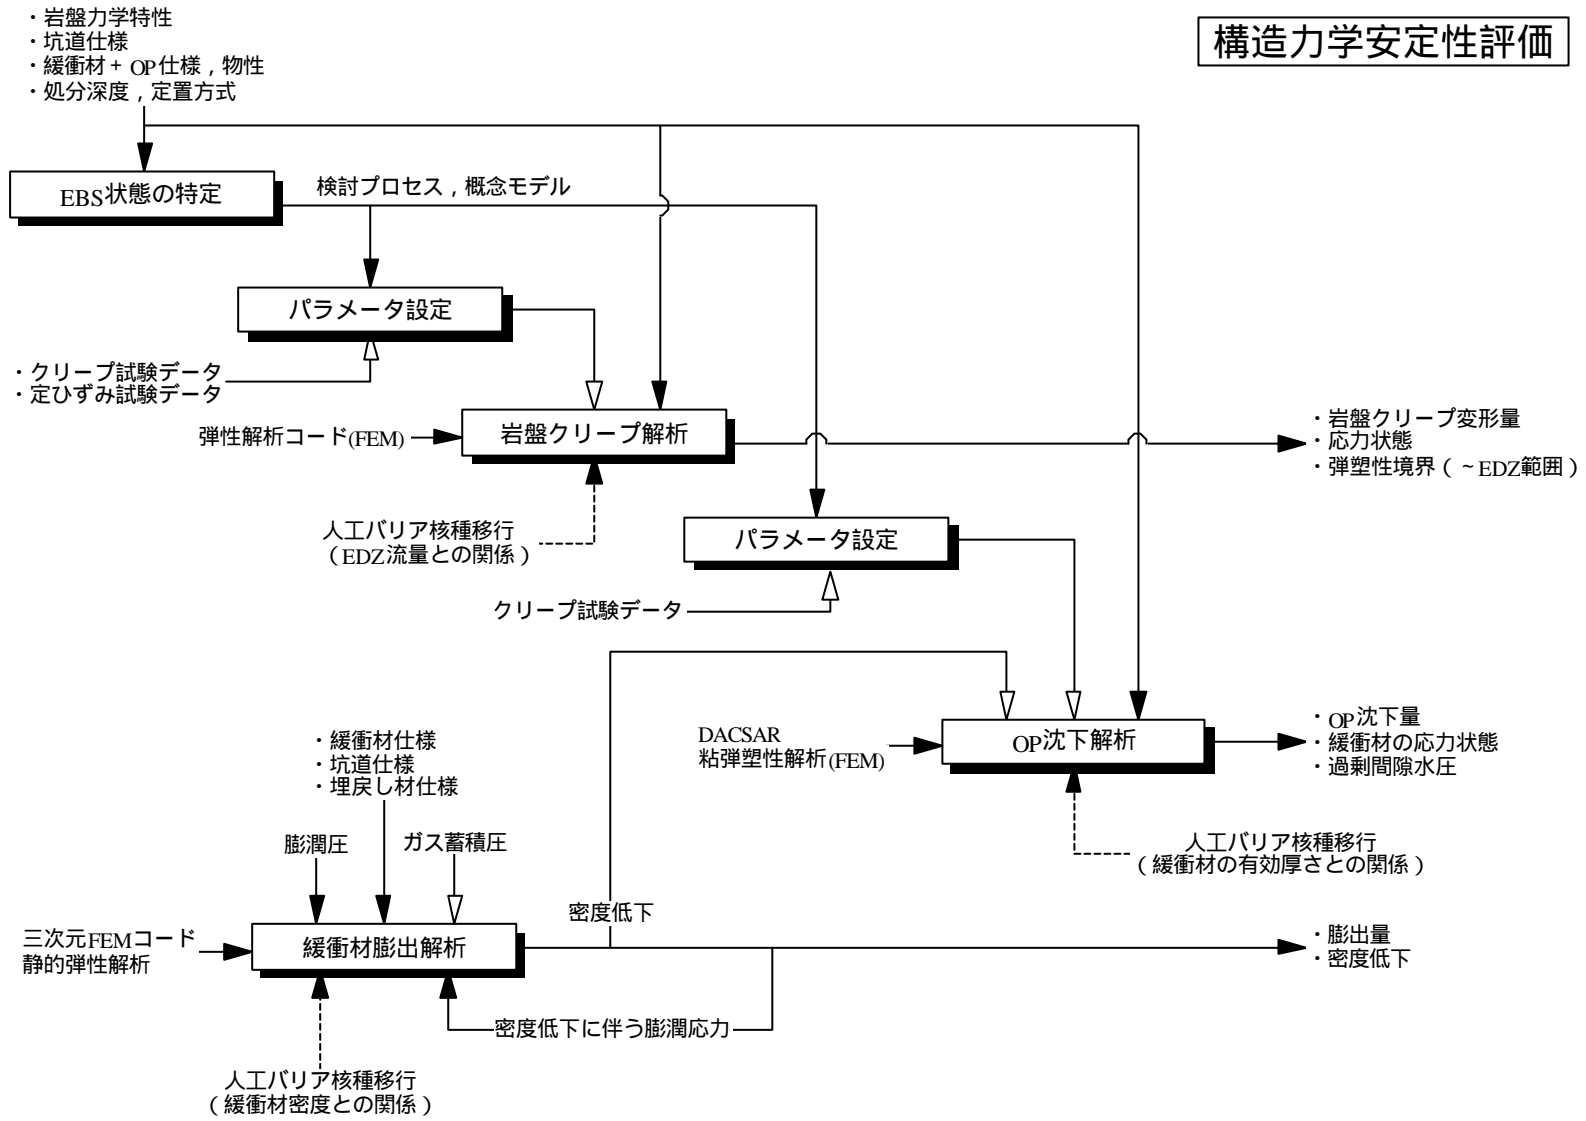 構造力学安定性評価
・岩盤力学特性
・坑道仕様
・緩衝材+ OP仕様,物性
・処分深度,定置方式
EBS状態の特定
検討プロセス,概念モデル
パラメータ設定
・クリープ試験データ
・定ひずみ試験データ
弾性解析コード(FEM)
岩盤クリープ解析
・岩盤クリープ変形量
・応力状態
・弾塑性境界(~EDZ範囲)
人工バリア核種移行
(EDZ流量との関係)
パラメータ設定
クリープ試験データ
DACSAR
粘弾塑性解析(FEM)
OP沈下解析
・OP沈下量
・緩衝材の応力状態
・過剰間隙水圧
人工バリア核種移行
(緩衝材の有効厚さとの関係)
・緩衝材仕様
・坑道仕様
・埋戻し材仕様
膨潤圧
ガス蓄積圧
密度低下
三次元FEMコード
静的弾性解析
緩衝材膨出解析
・膨出量
・密度低下
密度低下に伴う膨潤応力
人工バリア核種移行
(緩衝材密度との関係)